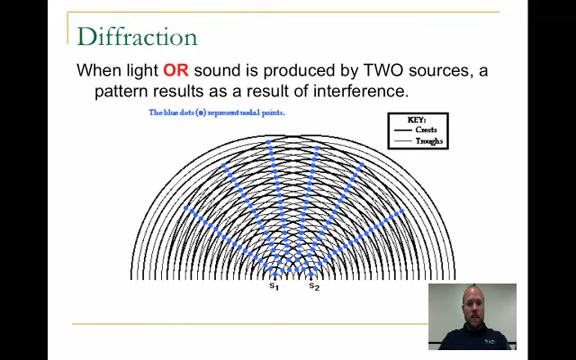 Diffraction
When light OR sound is produced by TWO sources, a
pattern results as a result of interference.
The blue dots (●) represent nodal points.
KEY:
Crests
Troughs
S1
S2